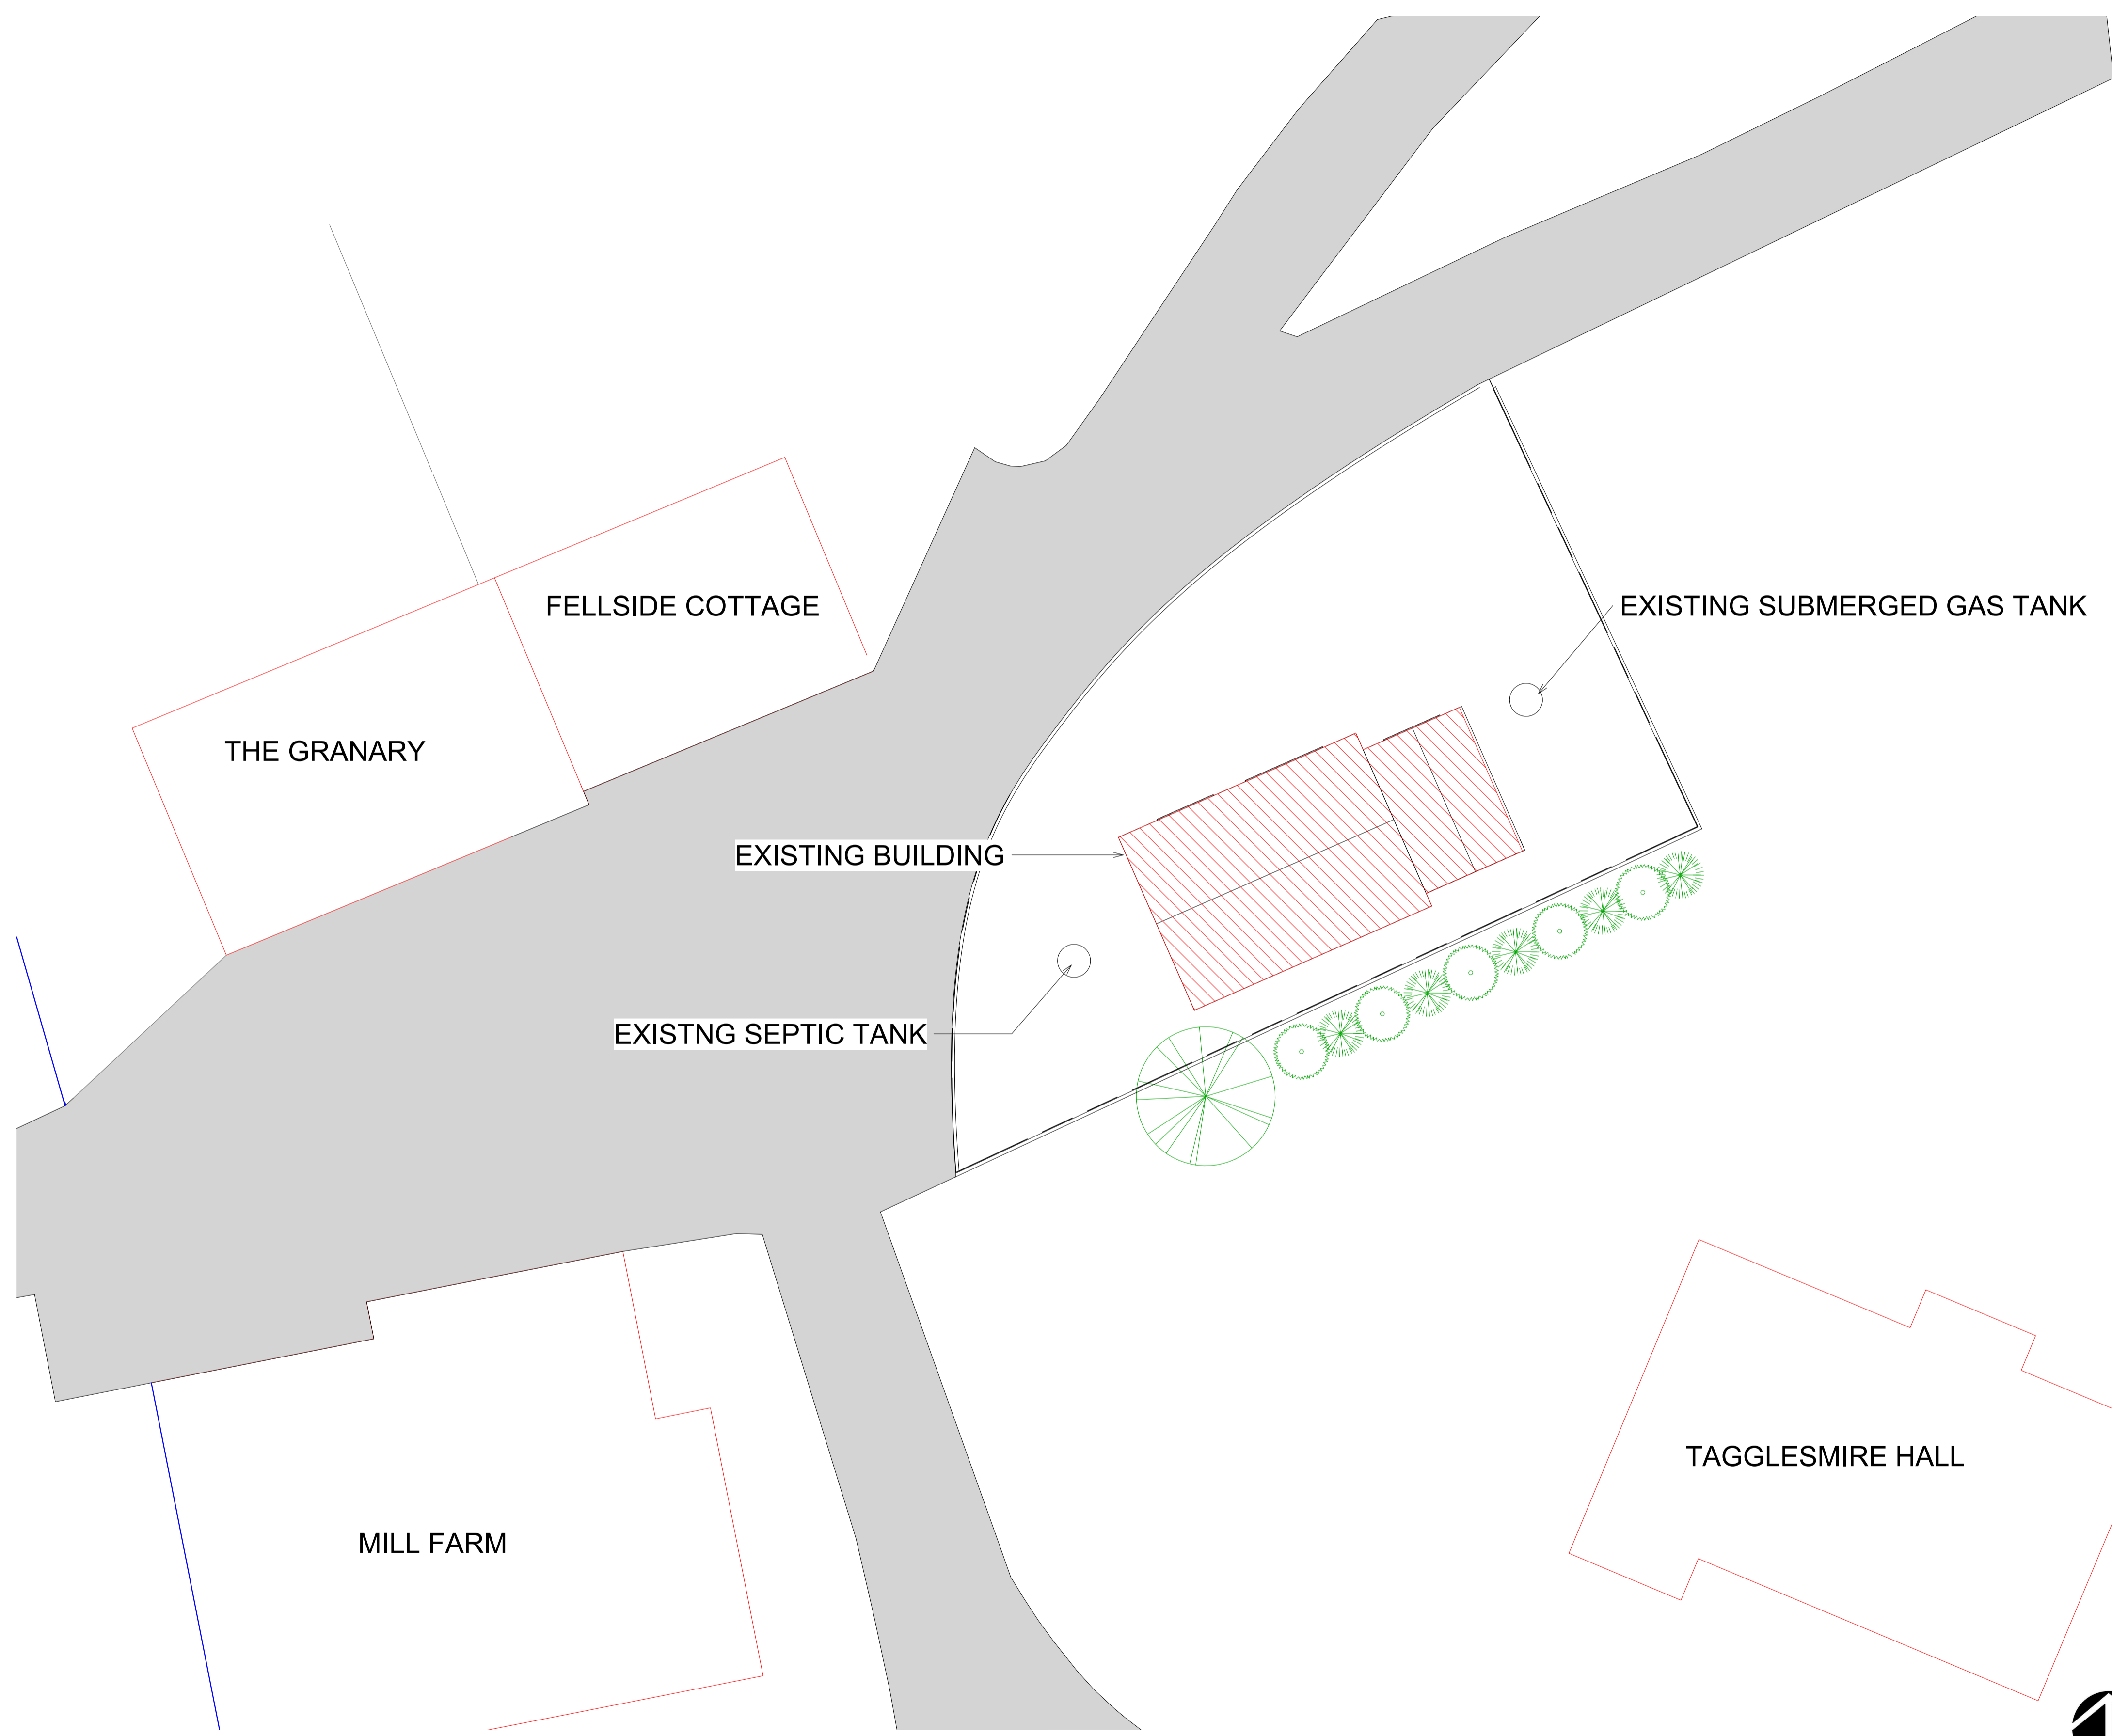 FELLSIDE COTTAGE
EXISTING SUBMERGED GAS TANK
THE GRANARY
EXISTING BUILDING
EXISTNG SEPTIC TANK
TAGGLESMIRE HALL
MILL FARM